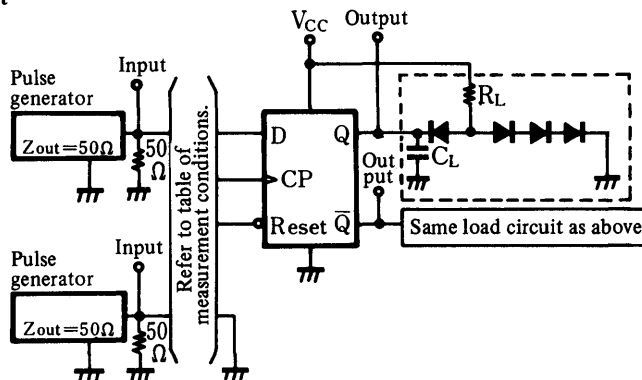 VCC
Output
Input
Pulse
generator
Zout=50Ω
50
Ω
Refer to table of
measurement conditions.
D
Q
CP
Reset
Q̅
RL
CL
Out
put
Same load circuit as above
Input
Pulse
generator
Zout=50Ω
50
Ω